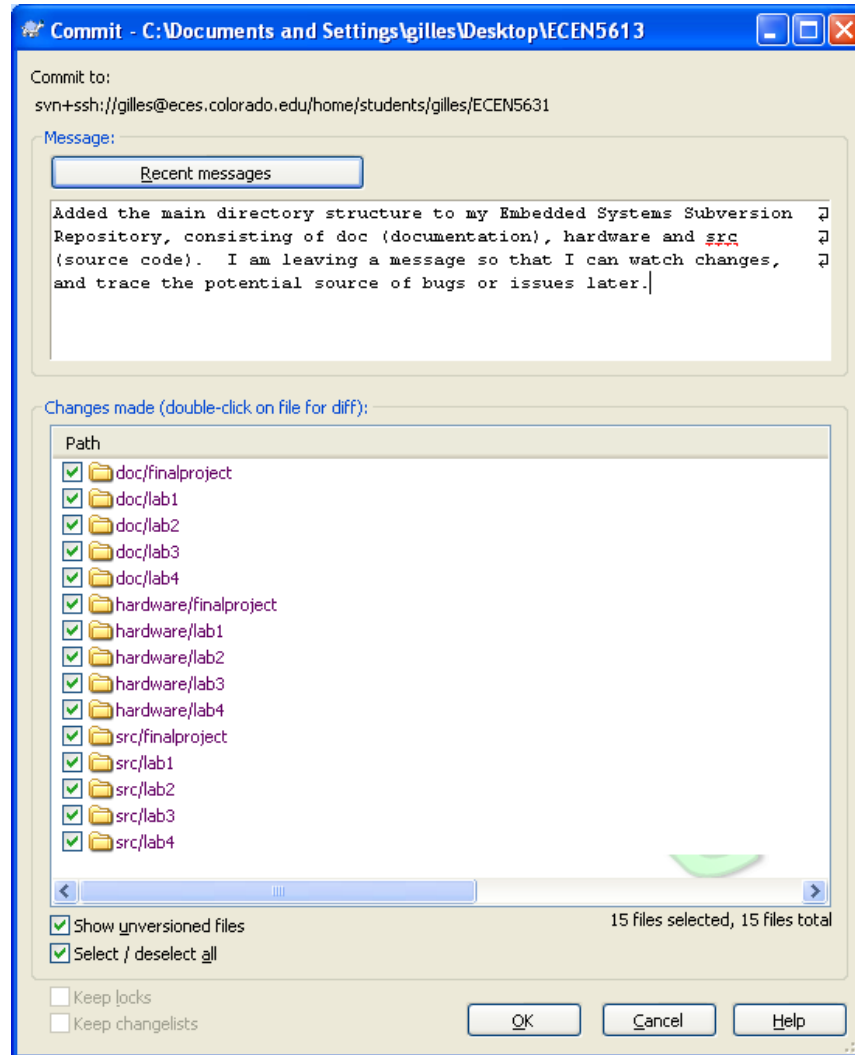 Commit - C:\Documents and Settings\gilles\Desktop\ECEN5613
Commit to:
svn+ssh://gilles@eces.colorado.edu/home/students/gilles/ECEN5631
Message:
Recent messages
Added the main directory structure to my Embedded Systems Subversion
Repository, consisting of doc (documentation), hardware and src
(source code).  I am leaving a message so that I can watch changes,
and trace the potential source of bugs or issues later.
Changes made (double-click on file for diff):
Path
doc/finalproject
doc/lab1
doc/lab2
doc/lab3
doc/lab4
hardware/finalproject
hardware/lab1
hardware/lab2
hardware/lab3
hardware/lab4
src/finalproject
src/lab1
src/lab2
src/lab3
src/lab4
Show unversioned files
15 files selected, 15 files total
Select / deselect all
Keep locks
Keep changelists
OK
Cancel
Help